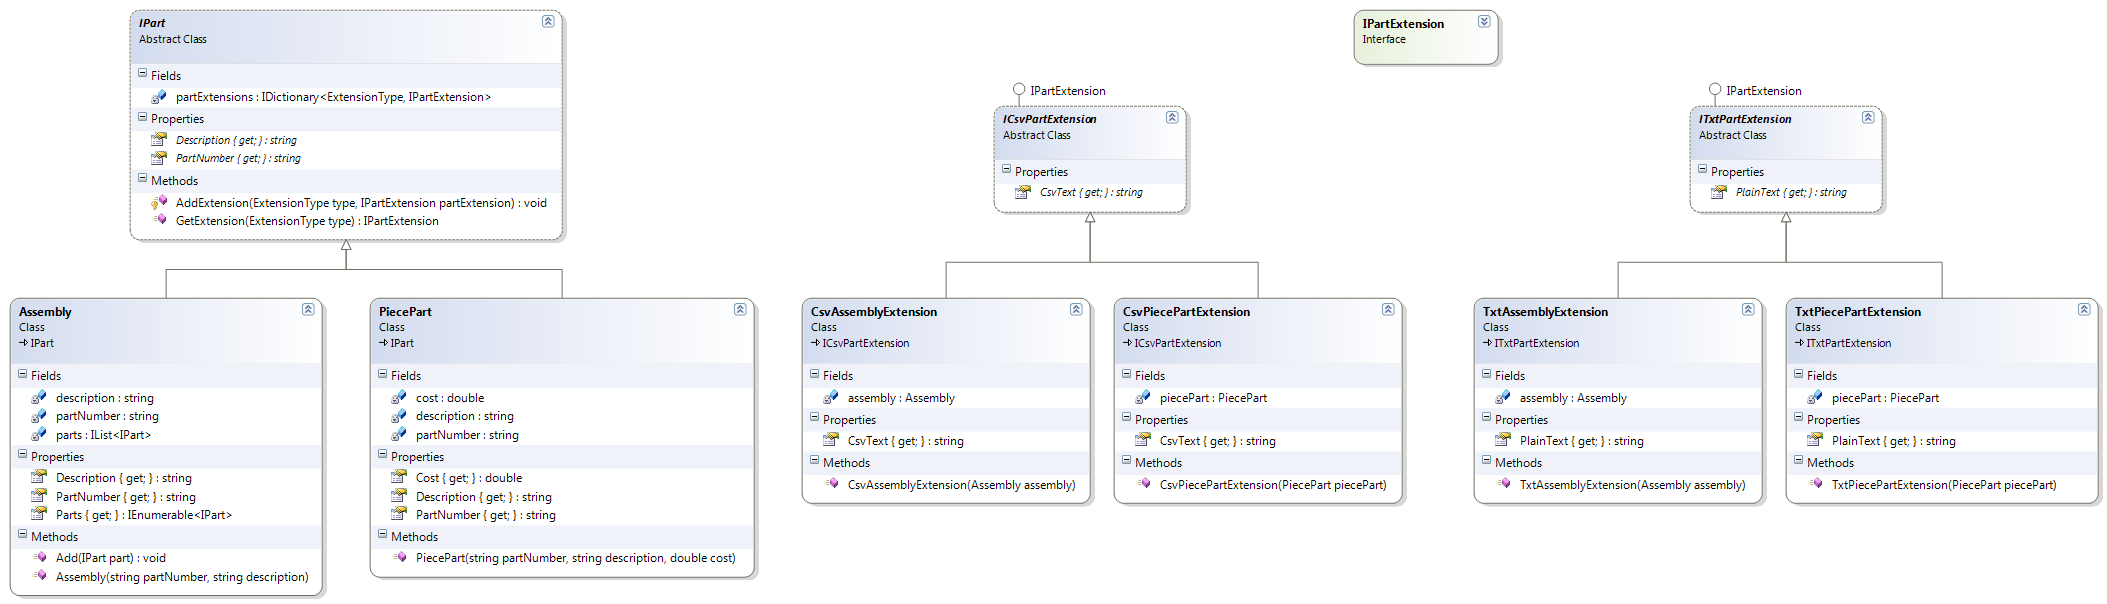 IPart
Abstract Class
Fields
partExtensions : IDictionary<ExtensionType, IPartExtension>
Properties
Description { get; } : string
PartNumber { get; } : string
Methods
AddExtension(ExtensionType type, IPartExtension partExtension) : void
GetExtension(ExtensionType type) : IPartExtension
IPartExtension
Interface
IPartExtension
ICsvPartExtension
Abstract Class
Properties
CsvText { get; } : string
IPartExtension
ITxtPartExtension
Abstract Class
Properties
PlainText { get; } : string
Assembly
Class
IPart
Fields
description : string
partNumber : string
parts : IList<IPart>
Properties
Description { get; } : string
PartNumber { get; } : string
Parts { get; } : IEnumerable<IPart>
Methods
Add(IPart part) : void
Assembly(string partNumber, string description)
PiecePart
Class
IPart
Fields
cost : double
description : string
partNumber : string
Properties
Cost { get; } : double
Description { get; } : string
PartNumber { get; } : string
Methods
PiecePart(string partNumber, string description, double cost)
CsvAssemblyExtension
Class
ICsvPartExtension
Fields
assembly : Assembly
Properties
CsvText { get; } : string
Methods
CsvAssemblyExtension(Assembly assembly)
CsvPiecePartExtension
Class
ICsvPartExtension
Fields
piecePart : PiecePart
Properties
CsvText { get; } : string
Methods
CsvPiecePartExtension(PiecePart piecePart)
TxtAssemblyExtension
Class
ITxtPartExtension
Fields
assembly : Assembly
Properties
PlainText { get; } : string
Methods
TxtAssemblyExtension(Assembly assembly)
TxtPiecePartExtension
Class
ITxtPartExtension
Fields
piecePart : PiecePart
Properties
PlainText { get; } : string
Methods
TxtPiecePartExtension(PiecePart piecePart)